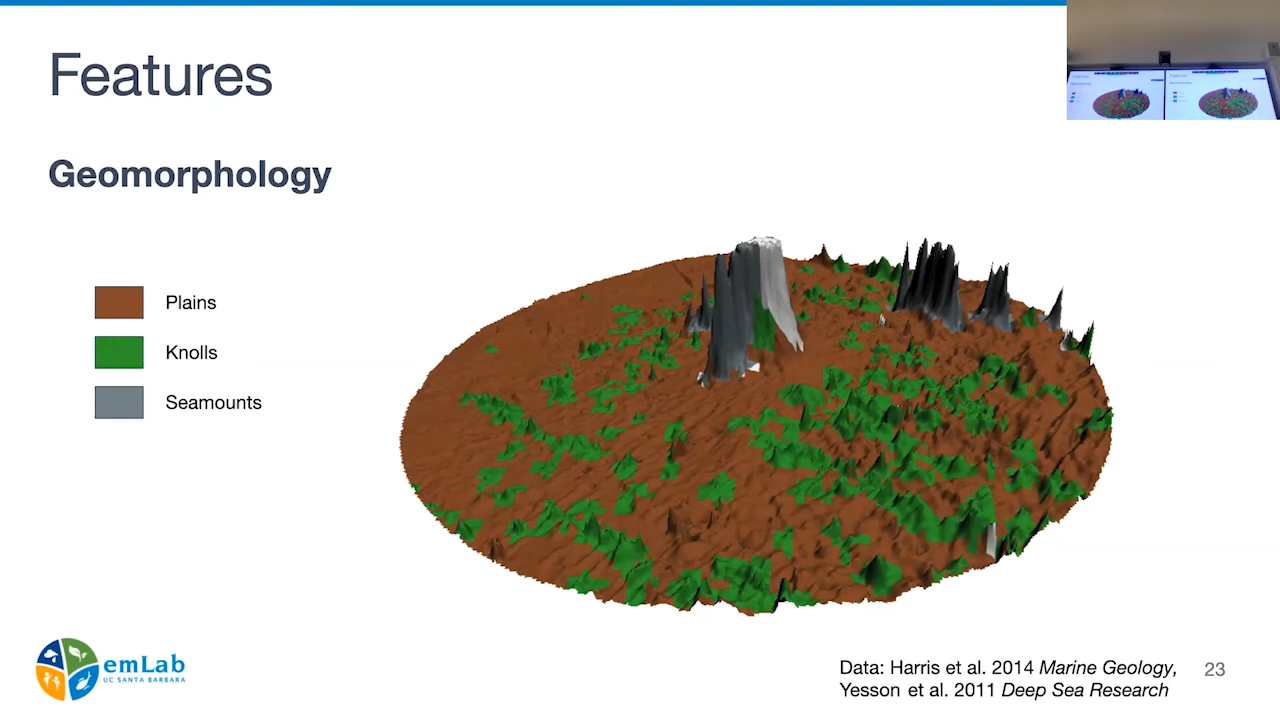 Features
Geomorphology
Plains
Knolls
Seamounts
emLab
UC SANTA BARBARA
Data: Harris et al. 2014 Marine Geology,
Yesson et al. 2011 Deep Sea Research
23